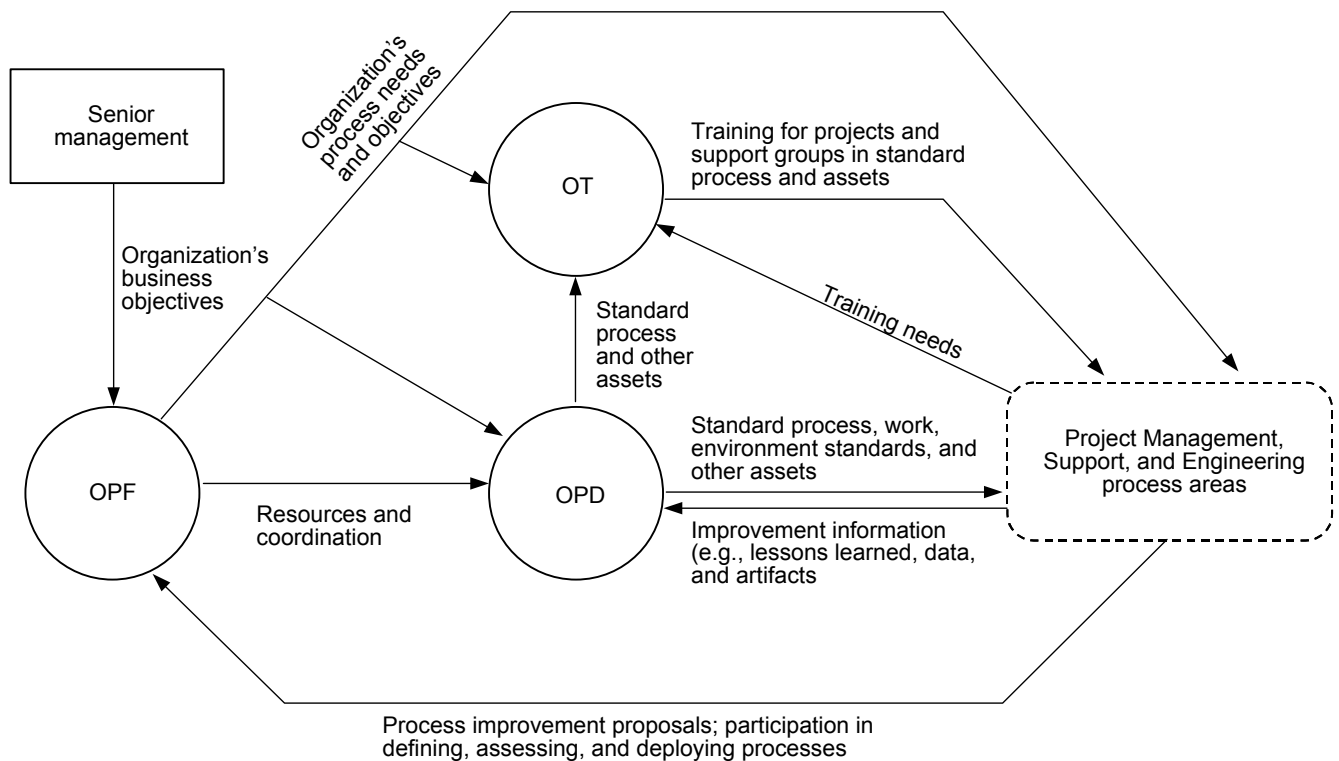 Organization’s
process needs
and objectives
Senior
management
Training for projects and
support groups in standard
process and assets
OT
Organization’s
business
objectives
Training needs
Standard
process
and other
assets
Standard process, work,
environment standards, and
other assets
Project Management,
Support, and Engineering
process areas
OPF
OPD
Resources and
coordination
Improvement information
(e.g., lessons learned, data,
and artifacts
Process improvement proposals; participation in
defining, assessing, and deploying processes